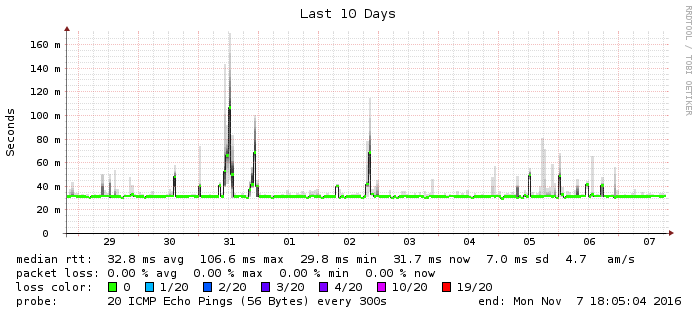 Last 10 Days
RRDTOOL / TOBI OETIKER
Seconds
160 m
140 m
120 m
100 m
80 m
60 m
40 m
20 m
0
29 30 31 01 02 03 04 05 06 07
median rtt: 32.8 ms avg 106.6 ms max 29.8 ms min 31.7 ms now 7.0 ms sd 4.7 am/s
packet loss: 0.00 % avg 0.00 % max 0.00 % min 0.00 % now
loss color: 0 1/20 2/20 3/20 4/20 10/20 19/20
probe: 20 ICMP Echo Pings (56 Bytes) every 300s end: Mon Nov 7 18:05:04 2016